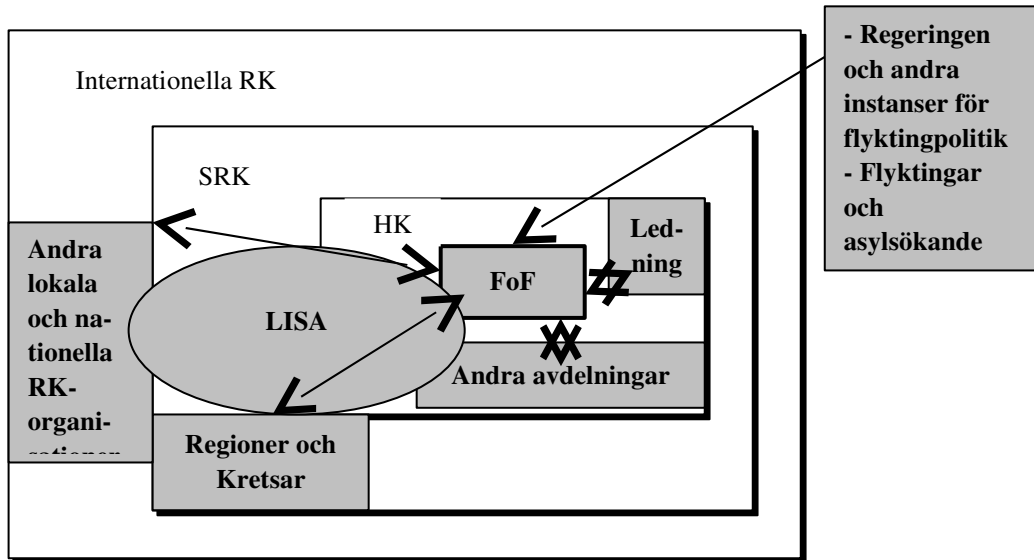 Internationella RK
SRK
HK
- Regeringen
och andra
instanser för
flyktingpolitik
- Flyktingar
och
asylsökande
Led-
ning
FoF
LISA
Andra avdelningar
Andra
lokala
och na-
tionella
RK-
organi-
sationer
Regioner och
Kretsar